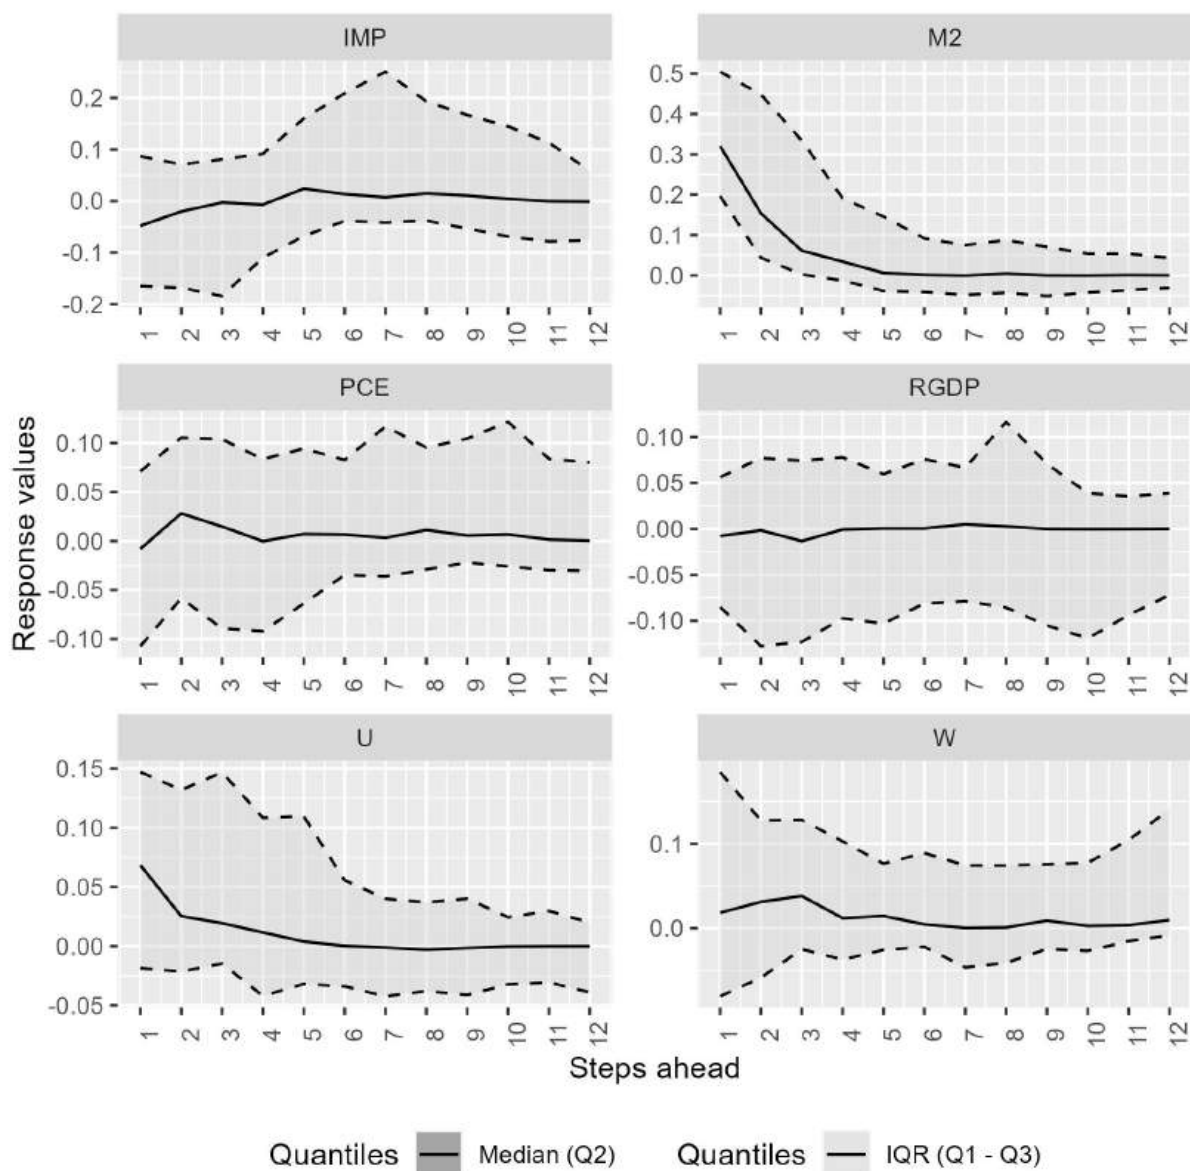 IMP
M2
0.2
0.1
0.0
-0.1
-0.2
1 2 3 4 5 6 7 8 9 10 11 12
0.5
0.4
0.3
0.2
0.1
0.0
1 2 3 4 5 6 7 8 9 10 11 12
PCE
RGDP
Response values
0.10
0.05
0.00
-0.05
-0.10
1 2 3 4 5 6 7 8 9 10 11 12
0.10
0.05
0.00
-0.05
-0.10
1 2 3 4 5 6 7 8 9 10 11 12
U
W
0.15
0.10
0.05
0.00
-0.05
1 2 3 4 5 6 7 8 9 10 11 12
0.1
0.0
1 2 3 4 5 6 7 8 9 10 11 12
Steps ahead
Quantiles Median (Q2) Quantiles IQR (Q1 - Q3)